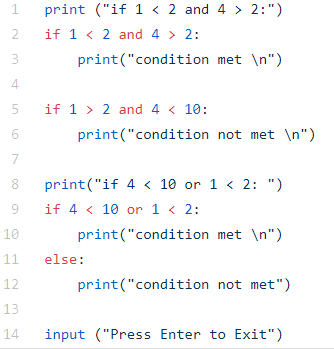 1 print ("if 1 < 2 and 4 > 2:")
2 if 1 < 2 and 4 > 2:
3     print("condition met \n")
4
5 if 1 > 2 and 4 < 10:
6     print("condition not met \n")
7
8 print("if 4 < 10 or 1 < 2: ")
9 if 4 < 10 or 1 < 2:
10     print("condition met \n")
11 else:
12     print("condition not met")
13
14 input ("Press Enter to Exit")